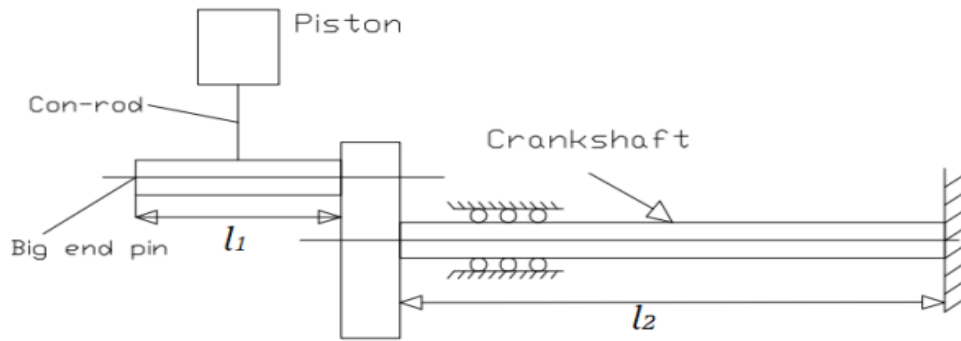 Piston
Con-rod
Crankshaft
Big end pin
l1
l2